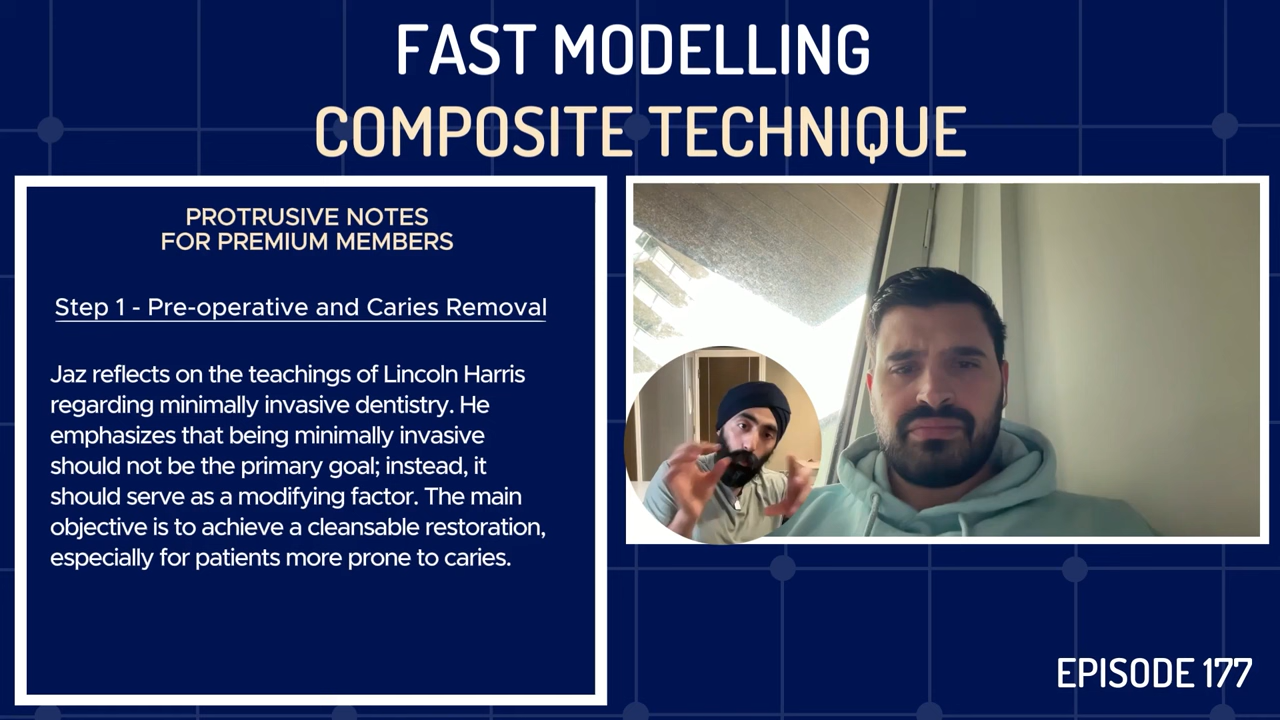 FAST MODELLING
COMPOSITE TECHNIQUE
PROTRUSIVE NOTES
FOR PREMIUM MEMBERS
Step 1 - Pre-operative and Caries Removal
Jaz reflects on the teachings of Lincoln Harris
regarding minimally invasive dentistry. He
emphasizes that being minimally invasive
should not be the primary goal; instead, it
should serve as a modifying factor. The main
objective is to achieve a cleansable restoration,
especially for patients more prone to caries.
EPISODE 177